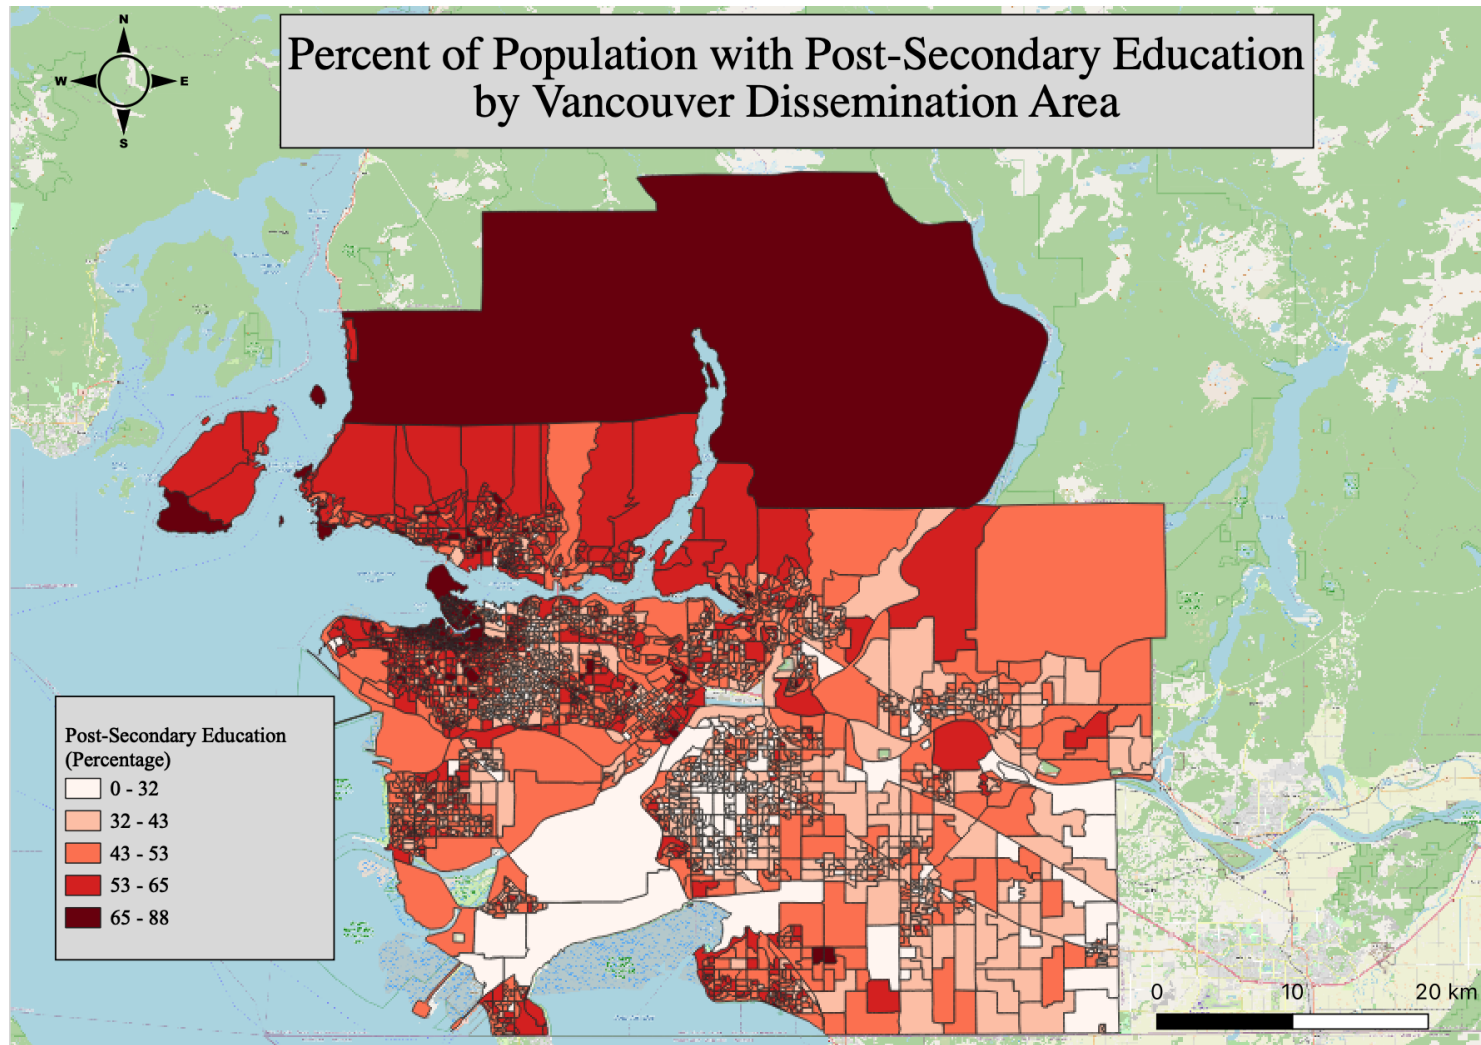 N
W
E
S
Percent of Population with Post-Secondary Education
by Vancouver Dissemination Area
Post-Secondary Education
(Percentage)
0 - 32
32 - 43
43 - 53
53 - 65
65 - 88
0
10
20 km